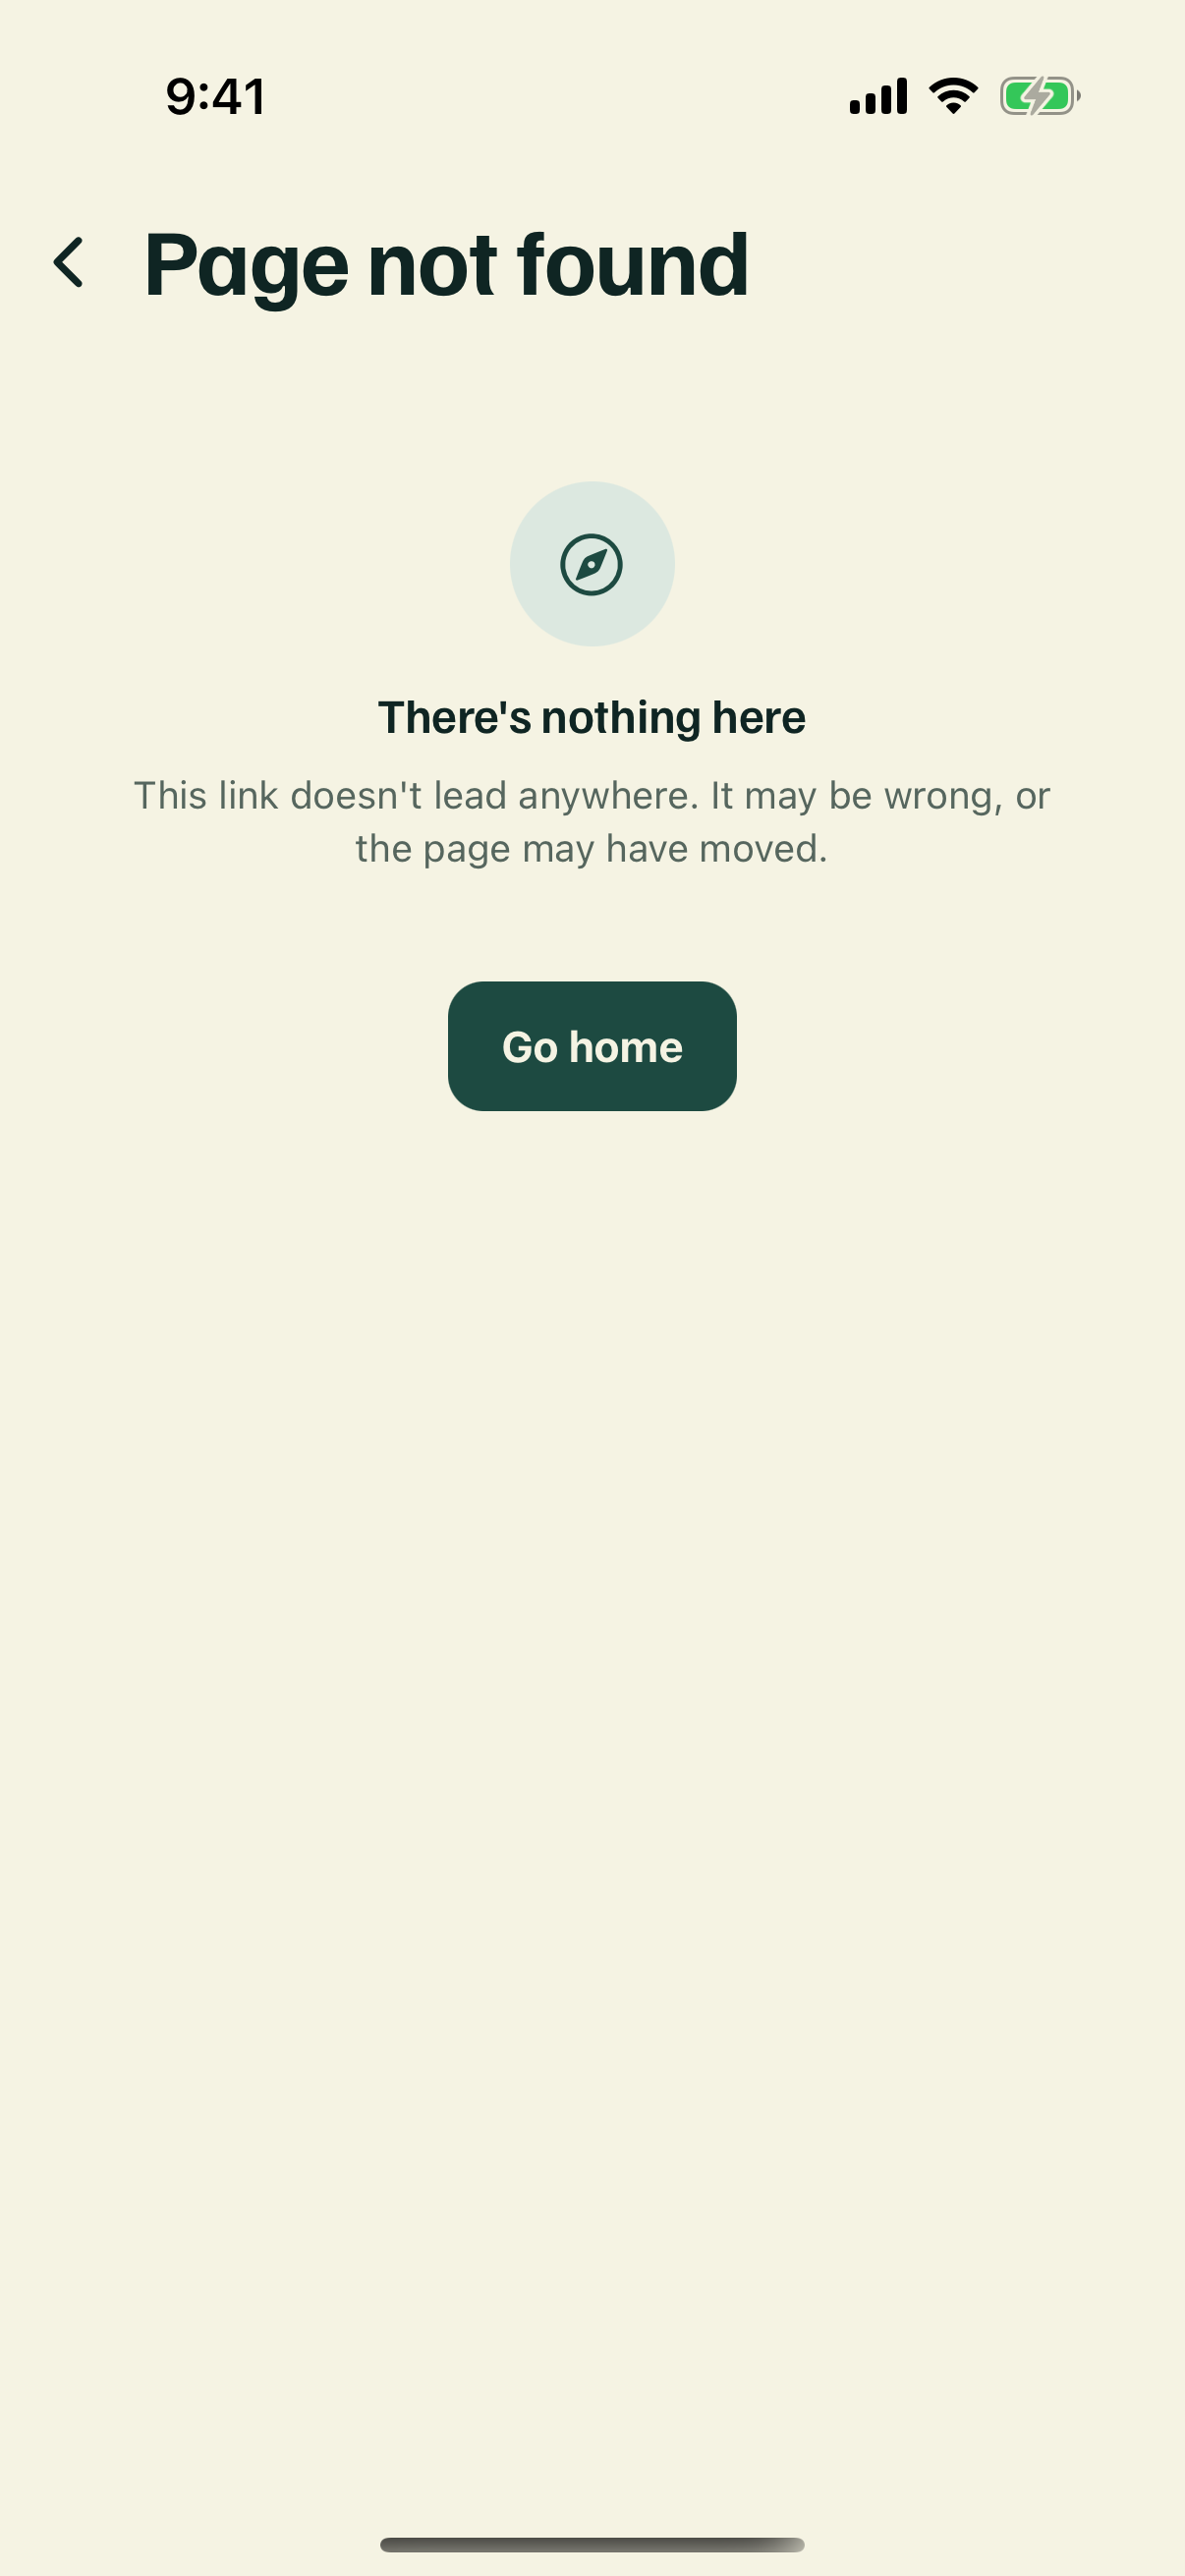 9:41
Page not found
There's nothing here
This link doesn't lead anywhere. It may be wrong, or
the page may have moved.
Go home